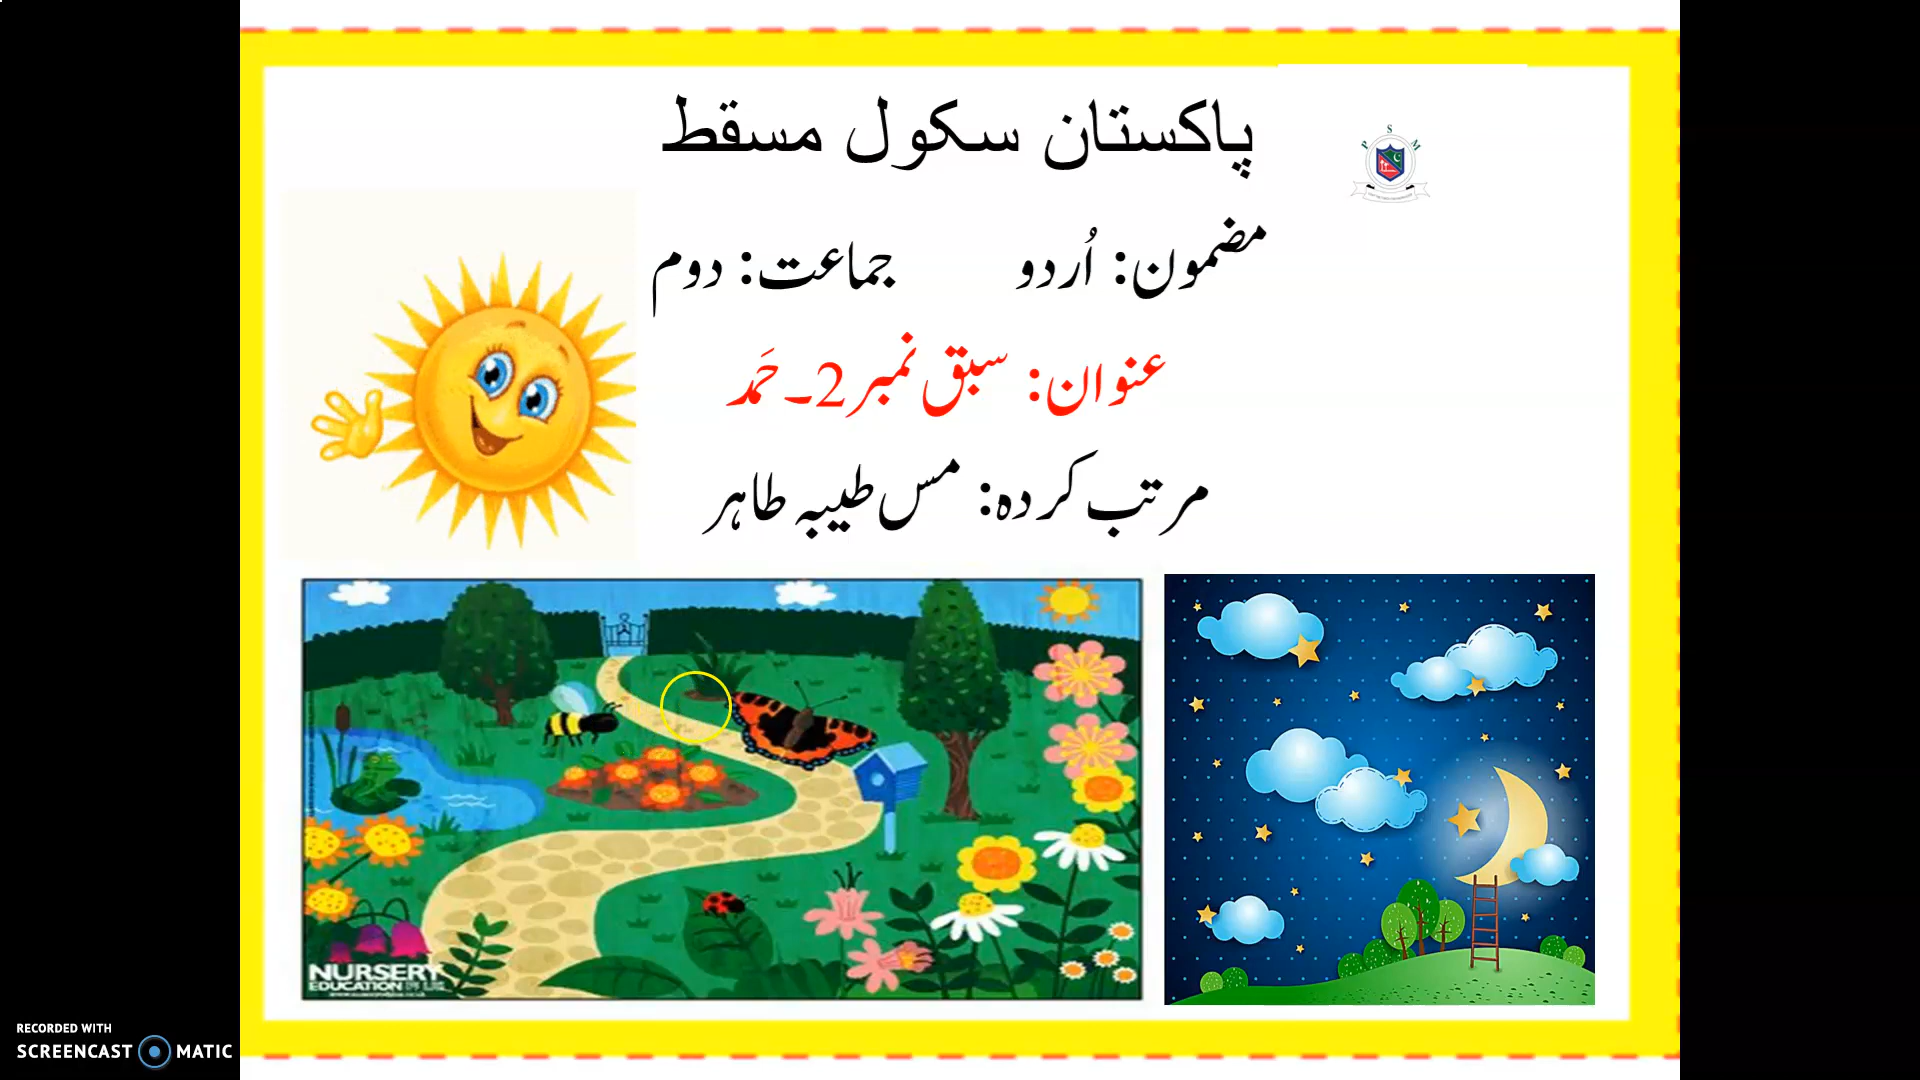 پاکستان سکول مسقط
P S M
مضمون: اُردو جماعت: دوم
عنوان: سبق نمبر 2۔ حَمد
مرتب کردہ: مس طیبہ طاہر
NURSERY
EDUCATION
RECORDED WITH
SCREENCAST MATIC